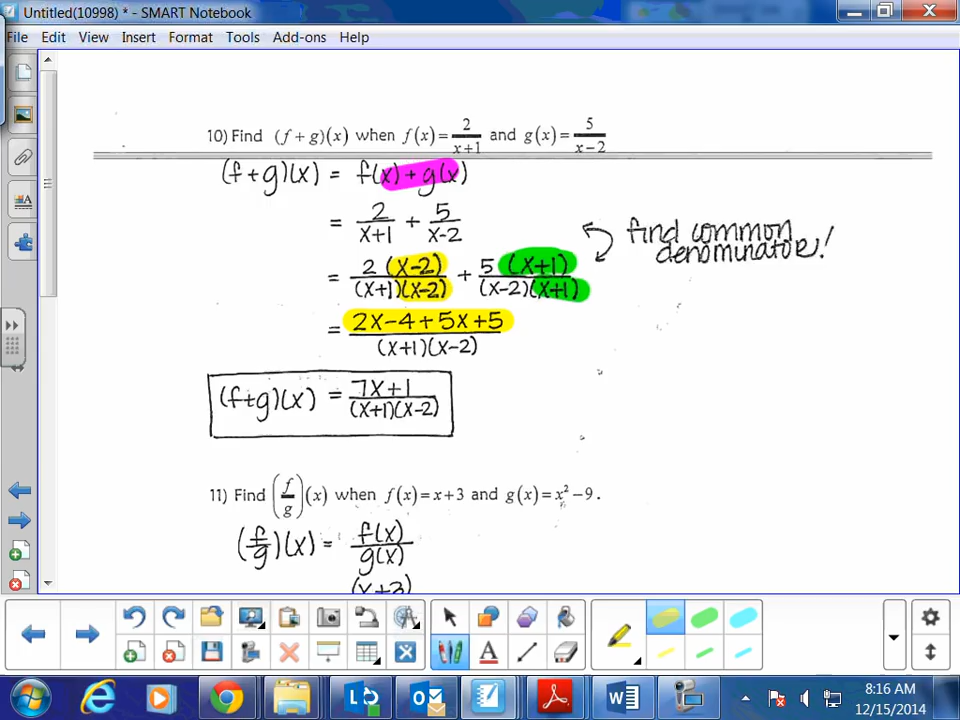 Untitled(10998) * - SMART Notebook
File Edit View Insert Format Tools Add-ons Help
10) Find (f+g)(x) when f(x)= 2/(x+1) and g(x)= 5/(x-2)
(f+g)(x) = f(x)+g(x)
= 2/(x+1) + 5/(x-2)
find common
denominator!
= 2(x-2)/(x+1)(x-2) + 5(x+1)/(x-2)(x+1)
= 2x-4+5x+5/(x+1)(x-2)
(f+g)(x) = 7x+1/(x+1)(x-2)
11) Find (f/g)(x) when f(x)=x+3 and g(x)=x²-9.
(f/g)(x) = f(x)/g(x)
(x+3)
8:16 AM
12/15/2014